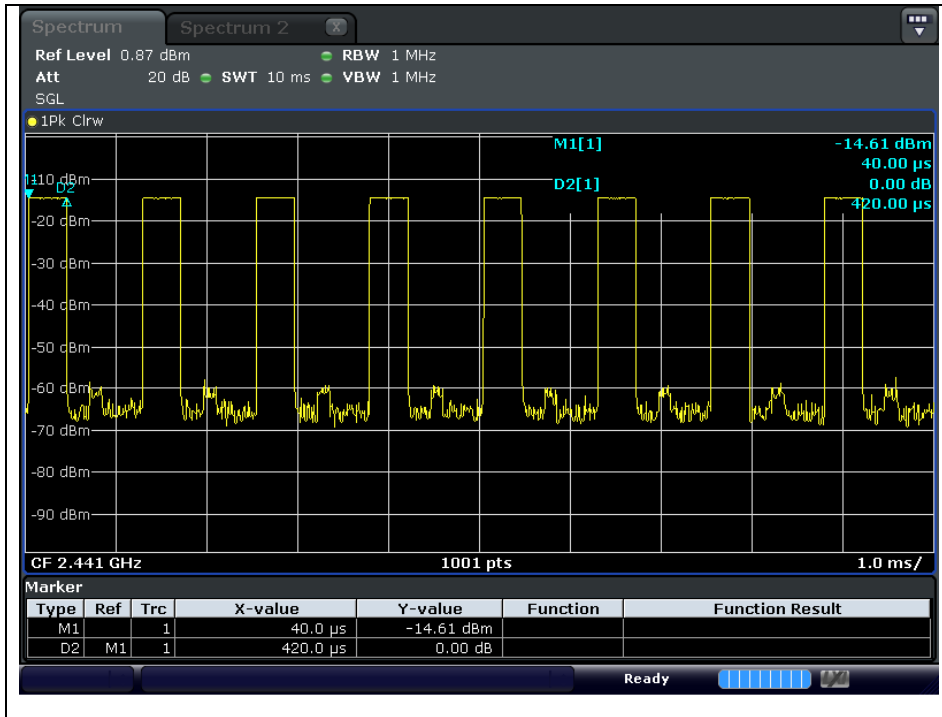 Spectrum Spectrum 2 X
Ref Level 0.87 dBm RBW 1 MHz
Att 20 dB SWT 10 ms VBW 1 MHz
SGL
1Pk Clrw
M1[1] -14.61 dBm
40.00 µs
D2[1] 0.00 dB
420.00 µs
D2
-20 dBm
-30 dBm
-40 dBm
-50 dBm
-60 dBm
-70 dBm
-80 dBm
-90 dBm
CF 2.441 GHz 1001 pts 1.0 ms/
Marker
Type Ref Trc X-value Y-value Function Function Result
M1 1 40.0 µs -14.61 dBm
D2 M1 1 420.0 µs 0.00 dB
Ready